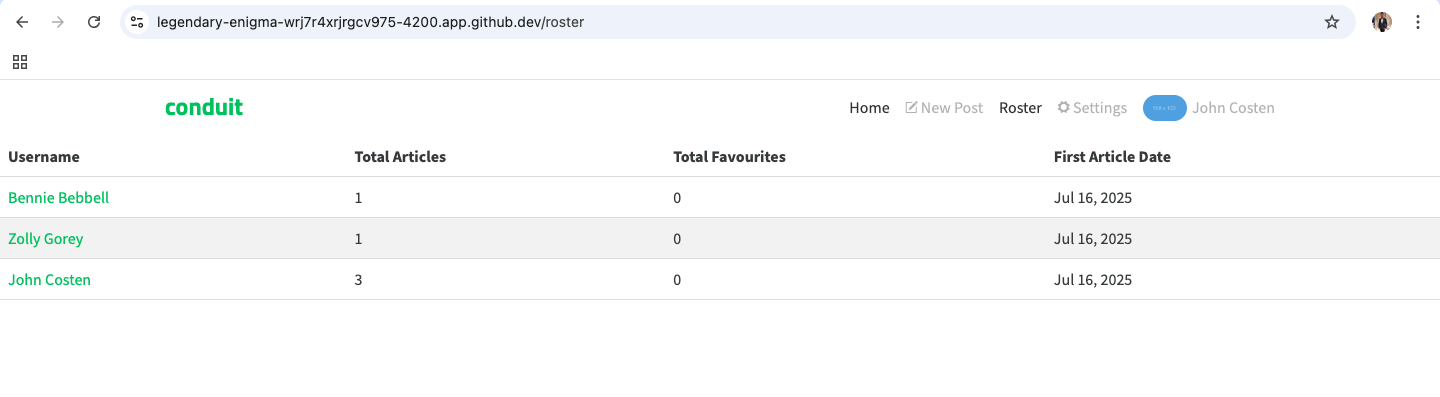 legendary-enigma-wrj7r4xrjrgcv975-4200.app.github.dev/roster
conduit Home New Post Roster Settings John Costen
Username Total Articles Total Favourites First Article Date
Bennie Bebbell 1 0 Jul 16, 2025
Zolly Gorey 1 0 Jul 16, 2025
John Costen 3 0 Jul 16, 2025